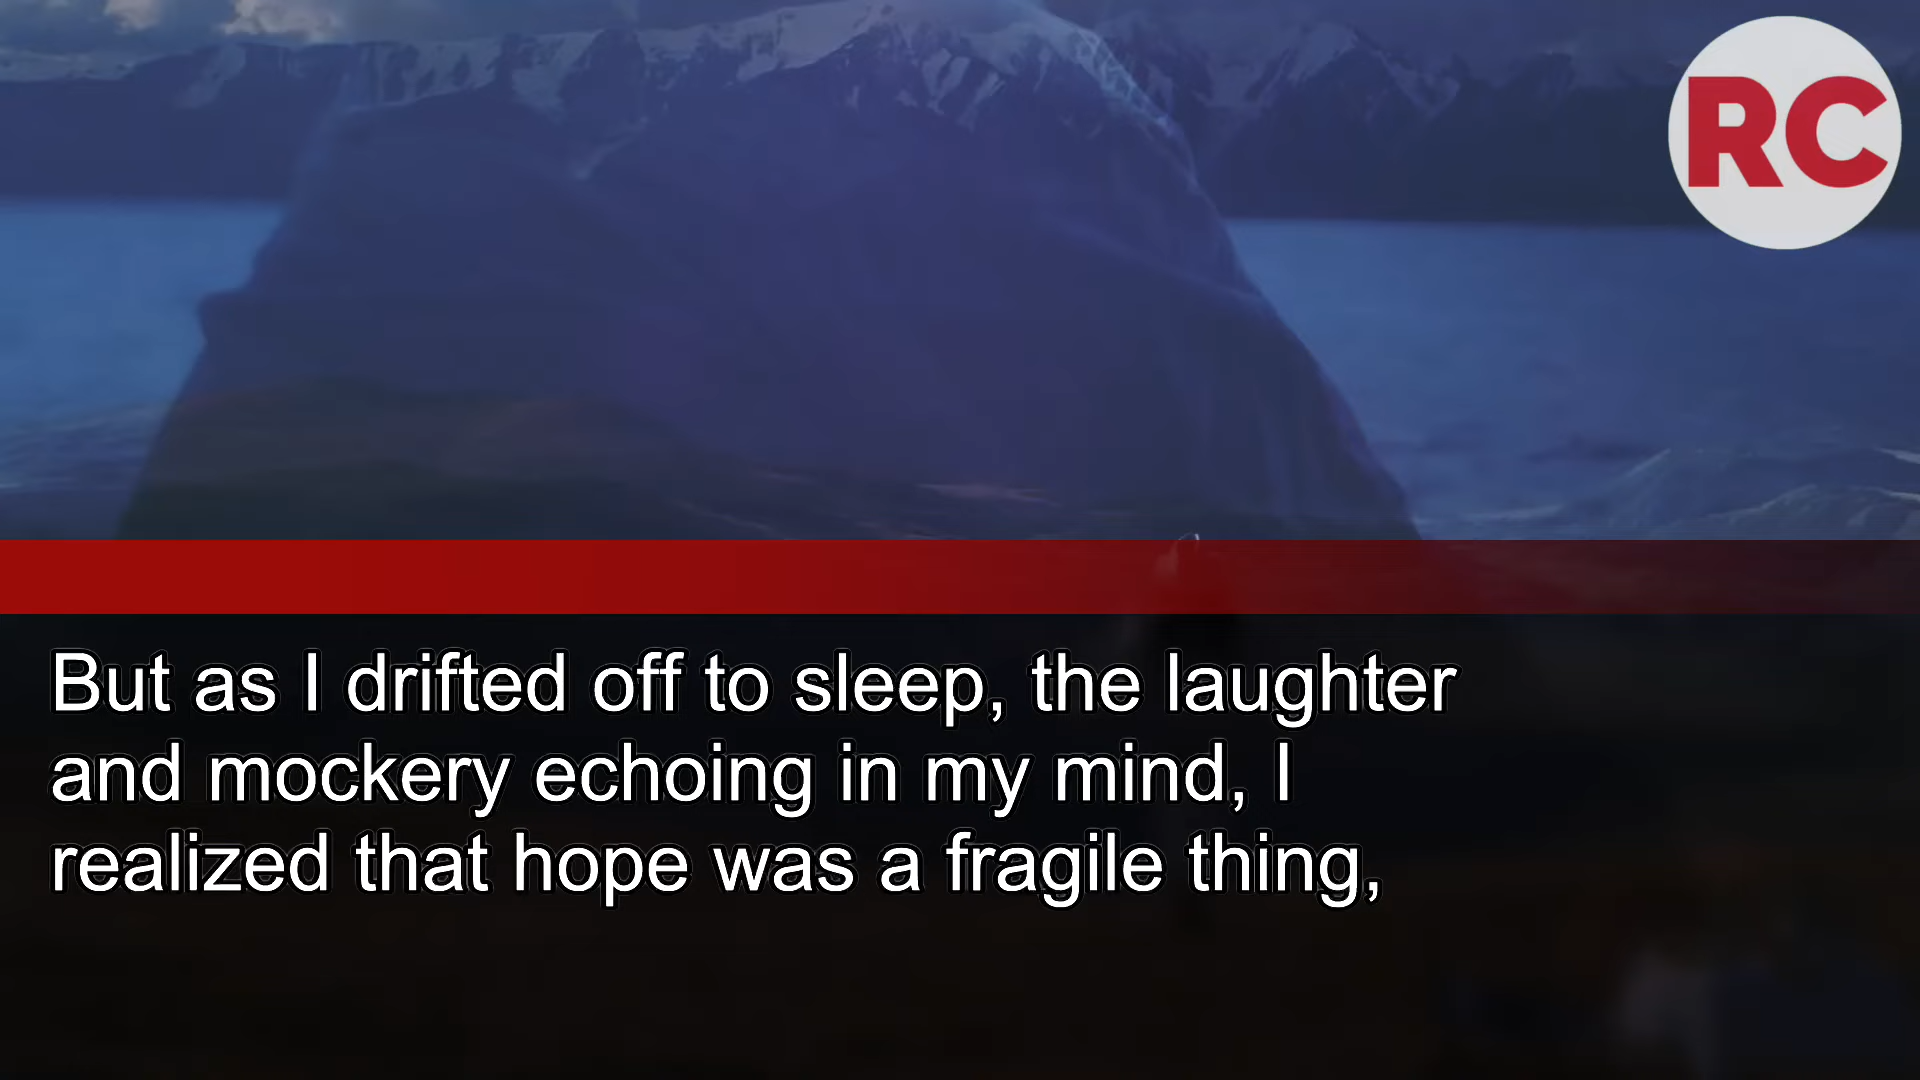 RC
But as I drifted off to sleep, the laughter
and mockery echoing in my mind, I
realized that hope was a fragile thing,